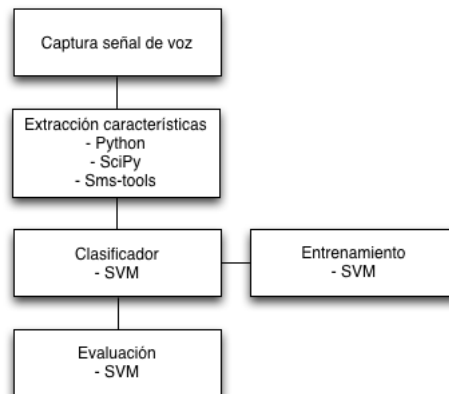 Captura señal de voz
Extracción características
- Python
- SciPy
- Sms-tools
Clasificador
- SVM
Entrenamiento
- SVM
Evaluación
- SVM